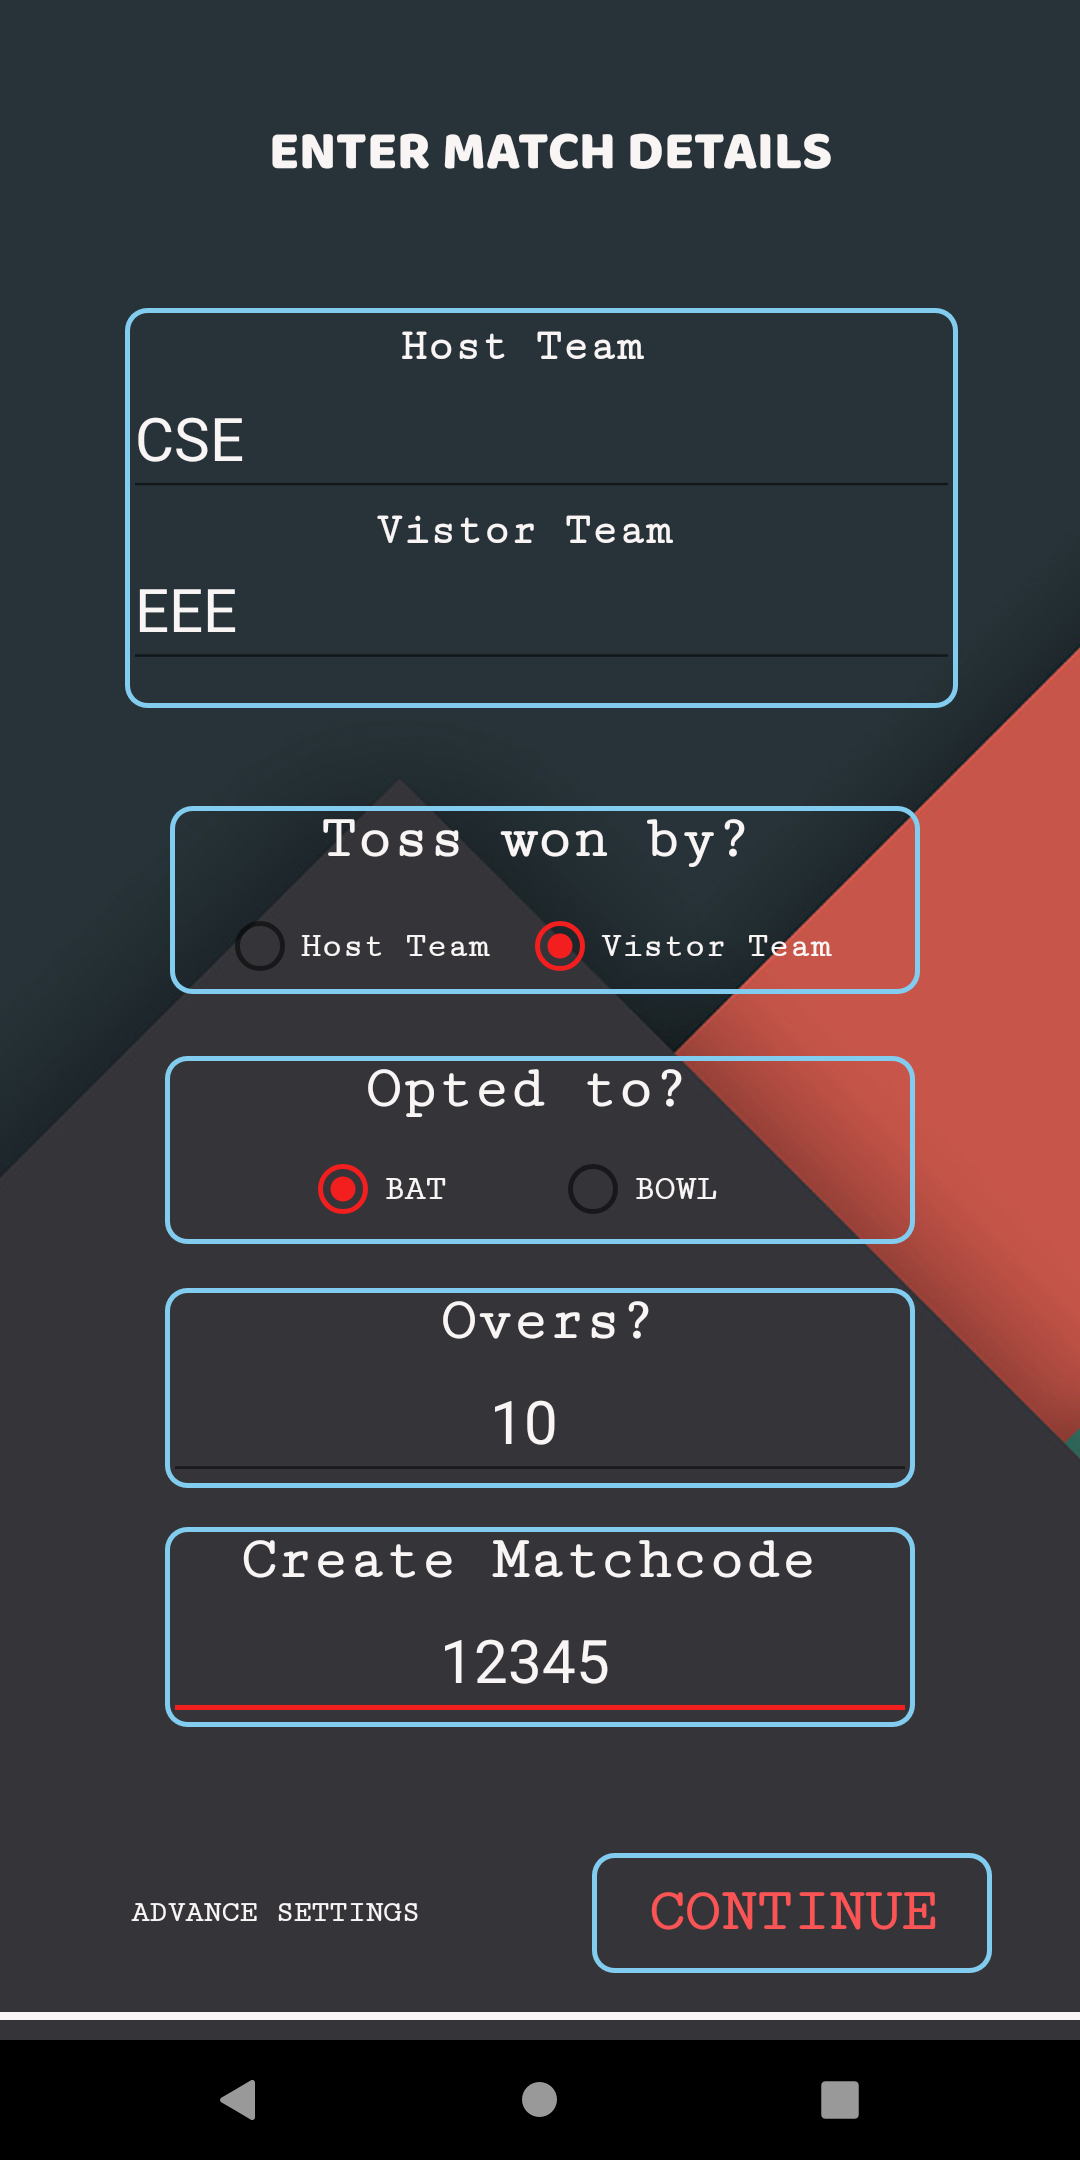 ENTER MATCH DETAILS
Host Team
CSE
Vistor Team
EEE
Toss won by?
Host Team Vistor Team
Opted to?
BAT BOWL
Overs?
10
Create Matchcode
12345
ADVANCE SETTINGS CONTINUE